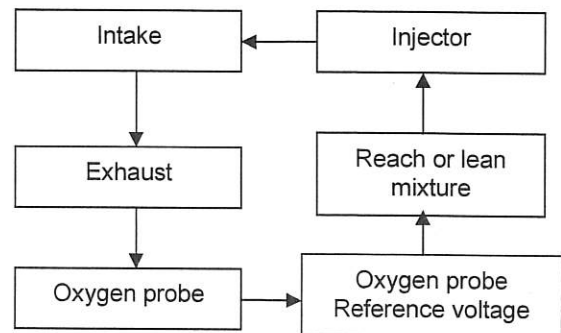 Intake
Injector
Exhaust
Reach or lean
mixture
Oxygen probe
Oxygen probe
Reference voltage